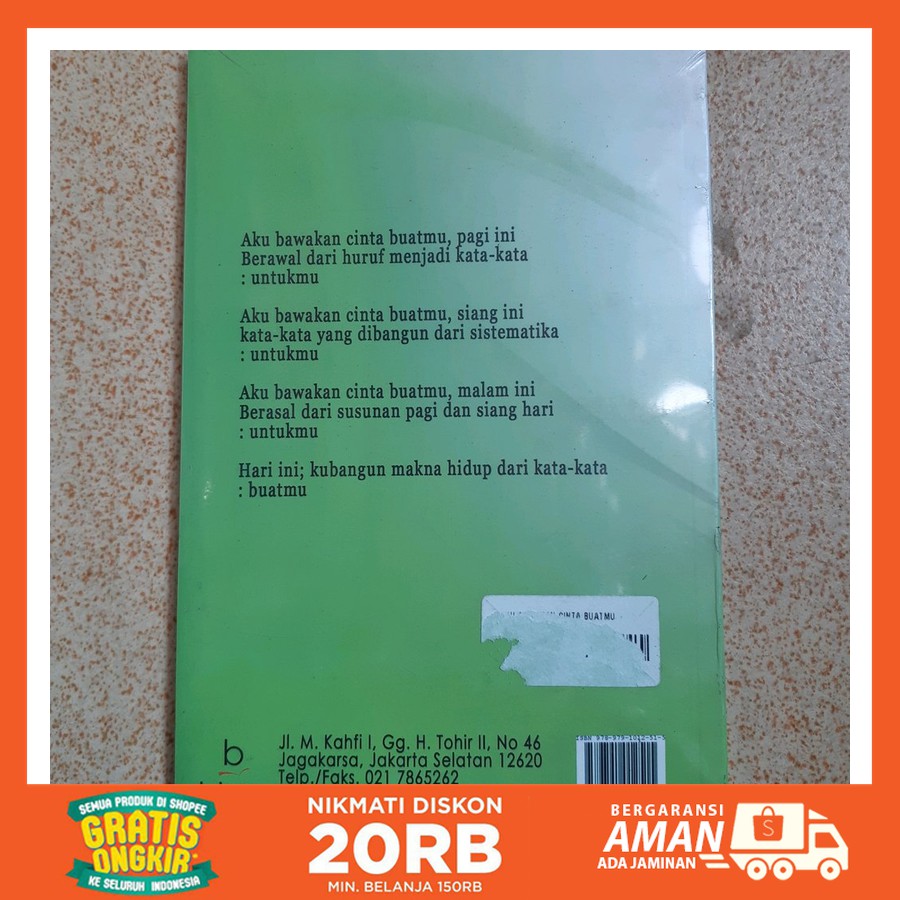 Aku bawakan cinta buatmu, pagi ini
Berawal dari huruf menjadi kata-kata
: untukmu
Aku bawakan cinta buatmu, siang ini
kata-kata yang dibangun dari sistematika
: untukmu
Aku bawakan cinta buatmu, malam ini
Berasal dari susunan pagi dan siang hari
: untukmu
Hari ini; kubangun makna hidup dari kata-kata
: buatmu
CINTA BUATMU
b
Jl. M. Kahfi I, Gg. H. Tohir II, No 46
Jagakarsa, Jakarta Selatan 12620
Telp./Faks. 021 7865262
SEMUA PRODUK DI SHOPEE
GRATIS
ONGKIR
KE SELURUH INDONESIA
NIKMATI DISKON
20RB
MIN. BELANJA 150RB
BERGARANSI
AMAN
ADA JAMINAN
S